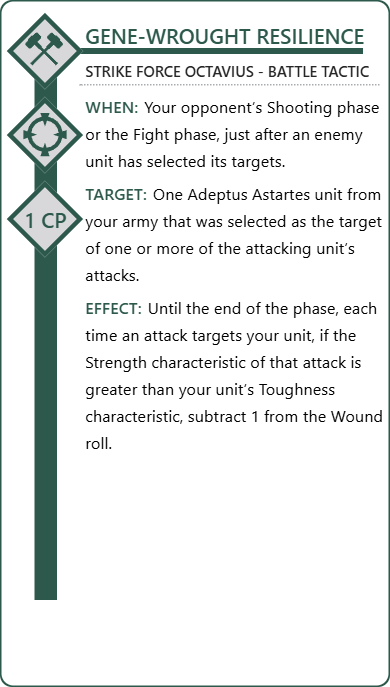 GENE-WROUGHT RESILIENCE
STRIKE FORCE OCTAVIUS - BATTLE TACTIC
WHEN: Your opponent's Shooting phase
or the Fight phase, just after an enemy
unit has selected its targets.
1 CP
TARGET: One Adeptus Astartes unit from
your army that was selected as the target
of one or more of the attacking unit's
attacks.
EFFECT: Until the end of the phase, each
time an attack targets your unit, if the
Strength characteristic of that attack is
greater than your unit's Toughness
characteristic, subtract 1 from the Wound
roll.